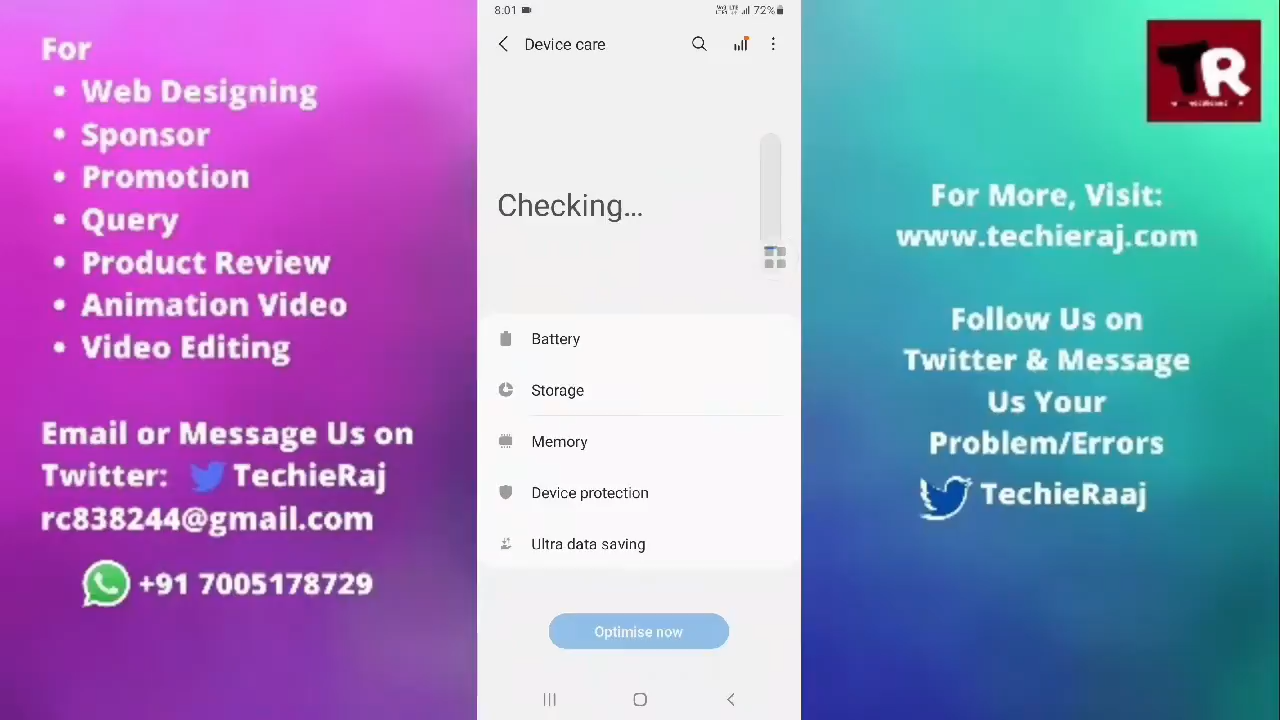 For
• Web Designing
• Sponsor
• Promotion
• Query
• Product Review
• Animation Video
• Video Editing
Email or Message Us on
Twitter: TechieRaj
rc838244@gmail.com
+91 7005178729
8:01
72%
Device care
Checking...
Battery
Storage
Memory
Device protection
Ultra data saving
Optimise now
TR
For More, Visit:
www.techieraj.com
Follow Us on
Twitter & Message
Us Your
Problem/Errors
TechieRaaj